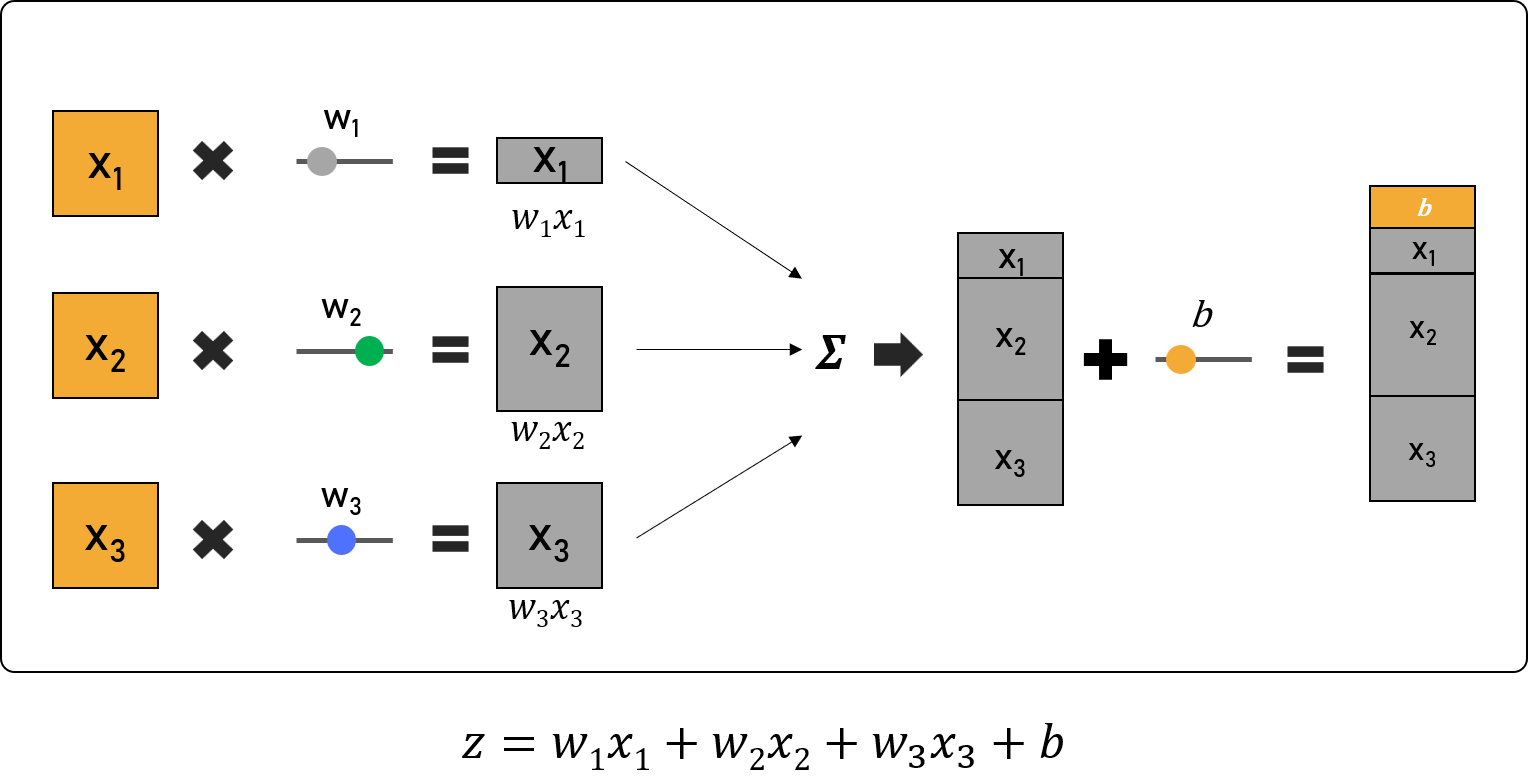 x₁ ✖ w₁ = x₁
w₁x₁
x₂ ✖ w₂ = x₂
w₂x₂
x₃ ✖ w₃ = x₃
w₃x₃
Σ
x₁
x₂
x₃
+ b =
b
x₁
x₂
x₃
z = w₁x₁ + w₂x₂ + w₃x₃ + b